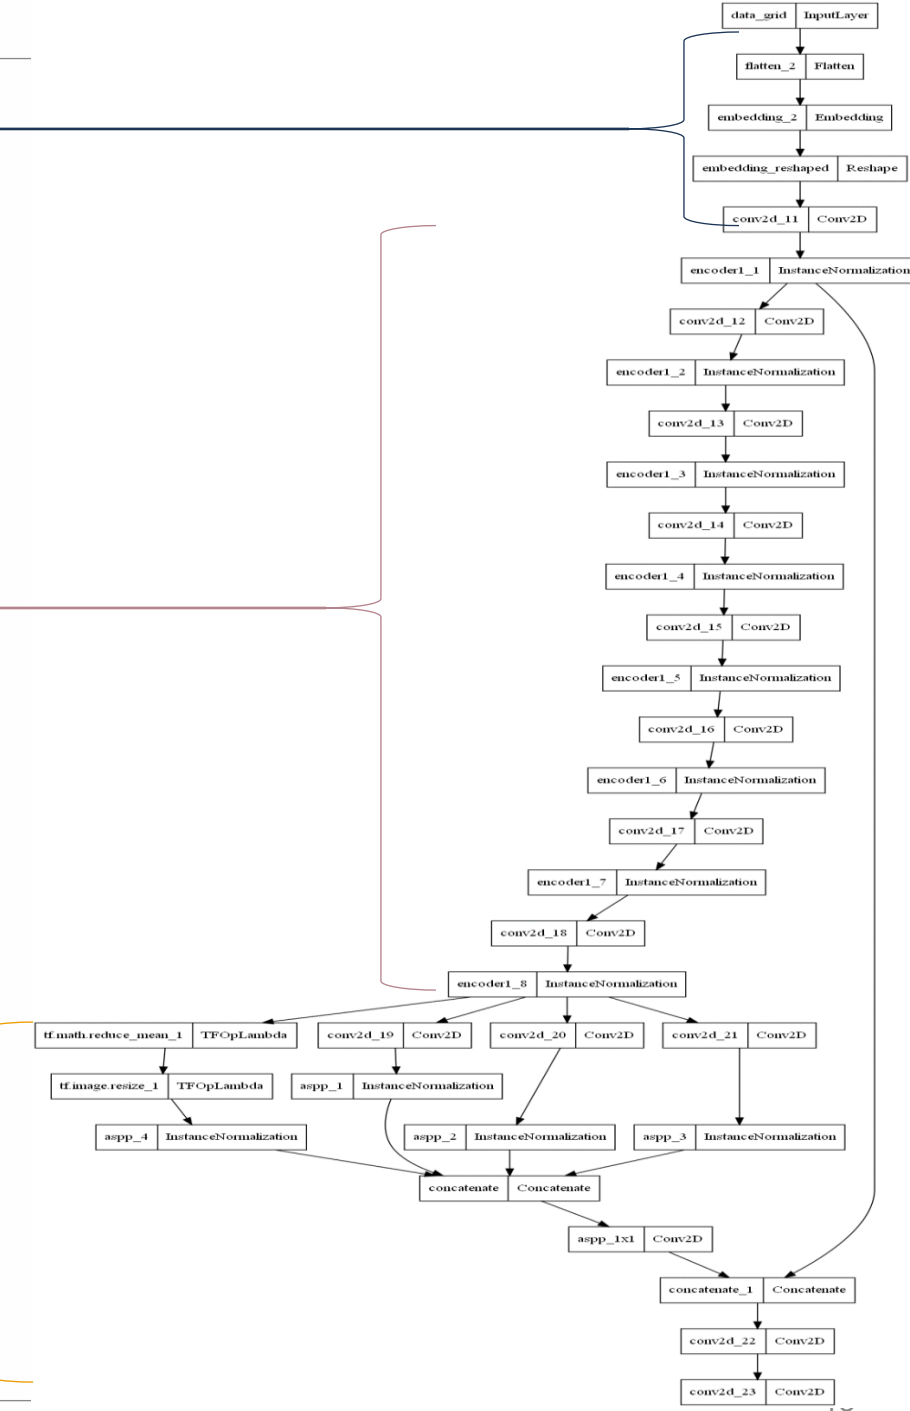 data_grid InputLayer
flatten_2 Flatten
embedding_2 Embedding
embedding_reshaped Reshape
conv2d_11 Conv2D
encoder1_1 InstanceNormalization
conv2d_12 Conv2D
encoder1_2 InstanceNormalization
conv2d_13 Conv2D
encoder1_3 InstanceNormalization
conv2d_14 Conv2D
encoder1_4 InstanceNormalization
conv2d_15 Conv2D
encoder1_5 InstanceNormalization
conv2d_16 Conv2D
encoder1_6 InstanceNormalization
conv2d_17 Conv2D
encoder1_7 InstanceNormalization
conv2d_18 Conv2D
encoder1_8 InstanceNormalization
tf.math.reduce_mean_1 TFOpLambda conv2d_19 Conv2D conv2d_20 Conv2D conv2d_21 Conv2D
tf.image.resize_1 TFOpLambda aspp_1 InstanceNormalization
aspp_4 InstanceNormalization aspp_2 InstanceNormalization aspp_3 InstanceNormalization
concatenate Concatenate
aspp_1x1 Conv2D
concatenate_1 Concatenate
conv2d_22 Conv2D
conv2d_23 Conv2D